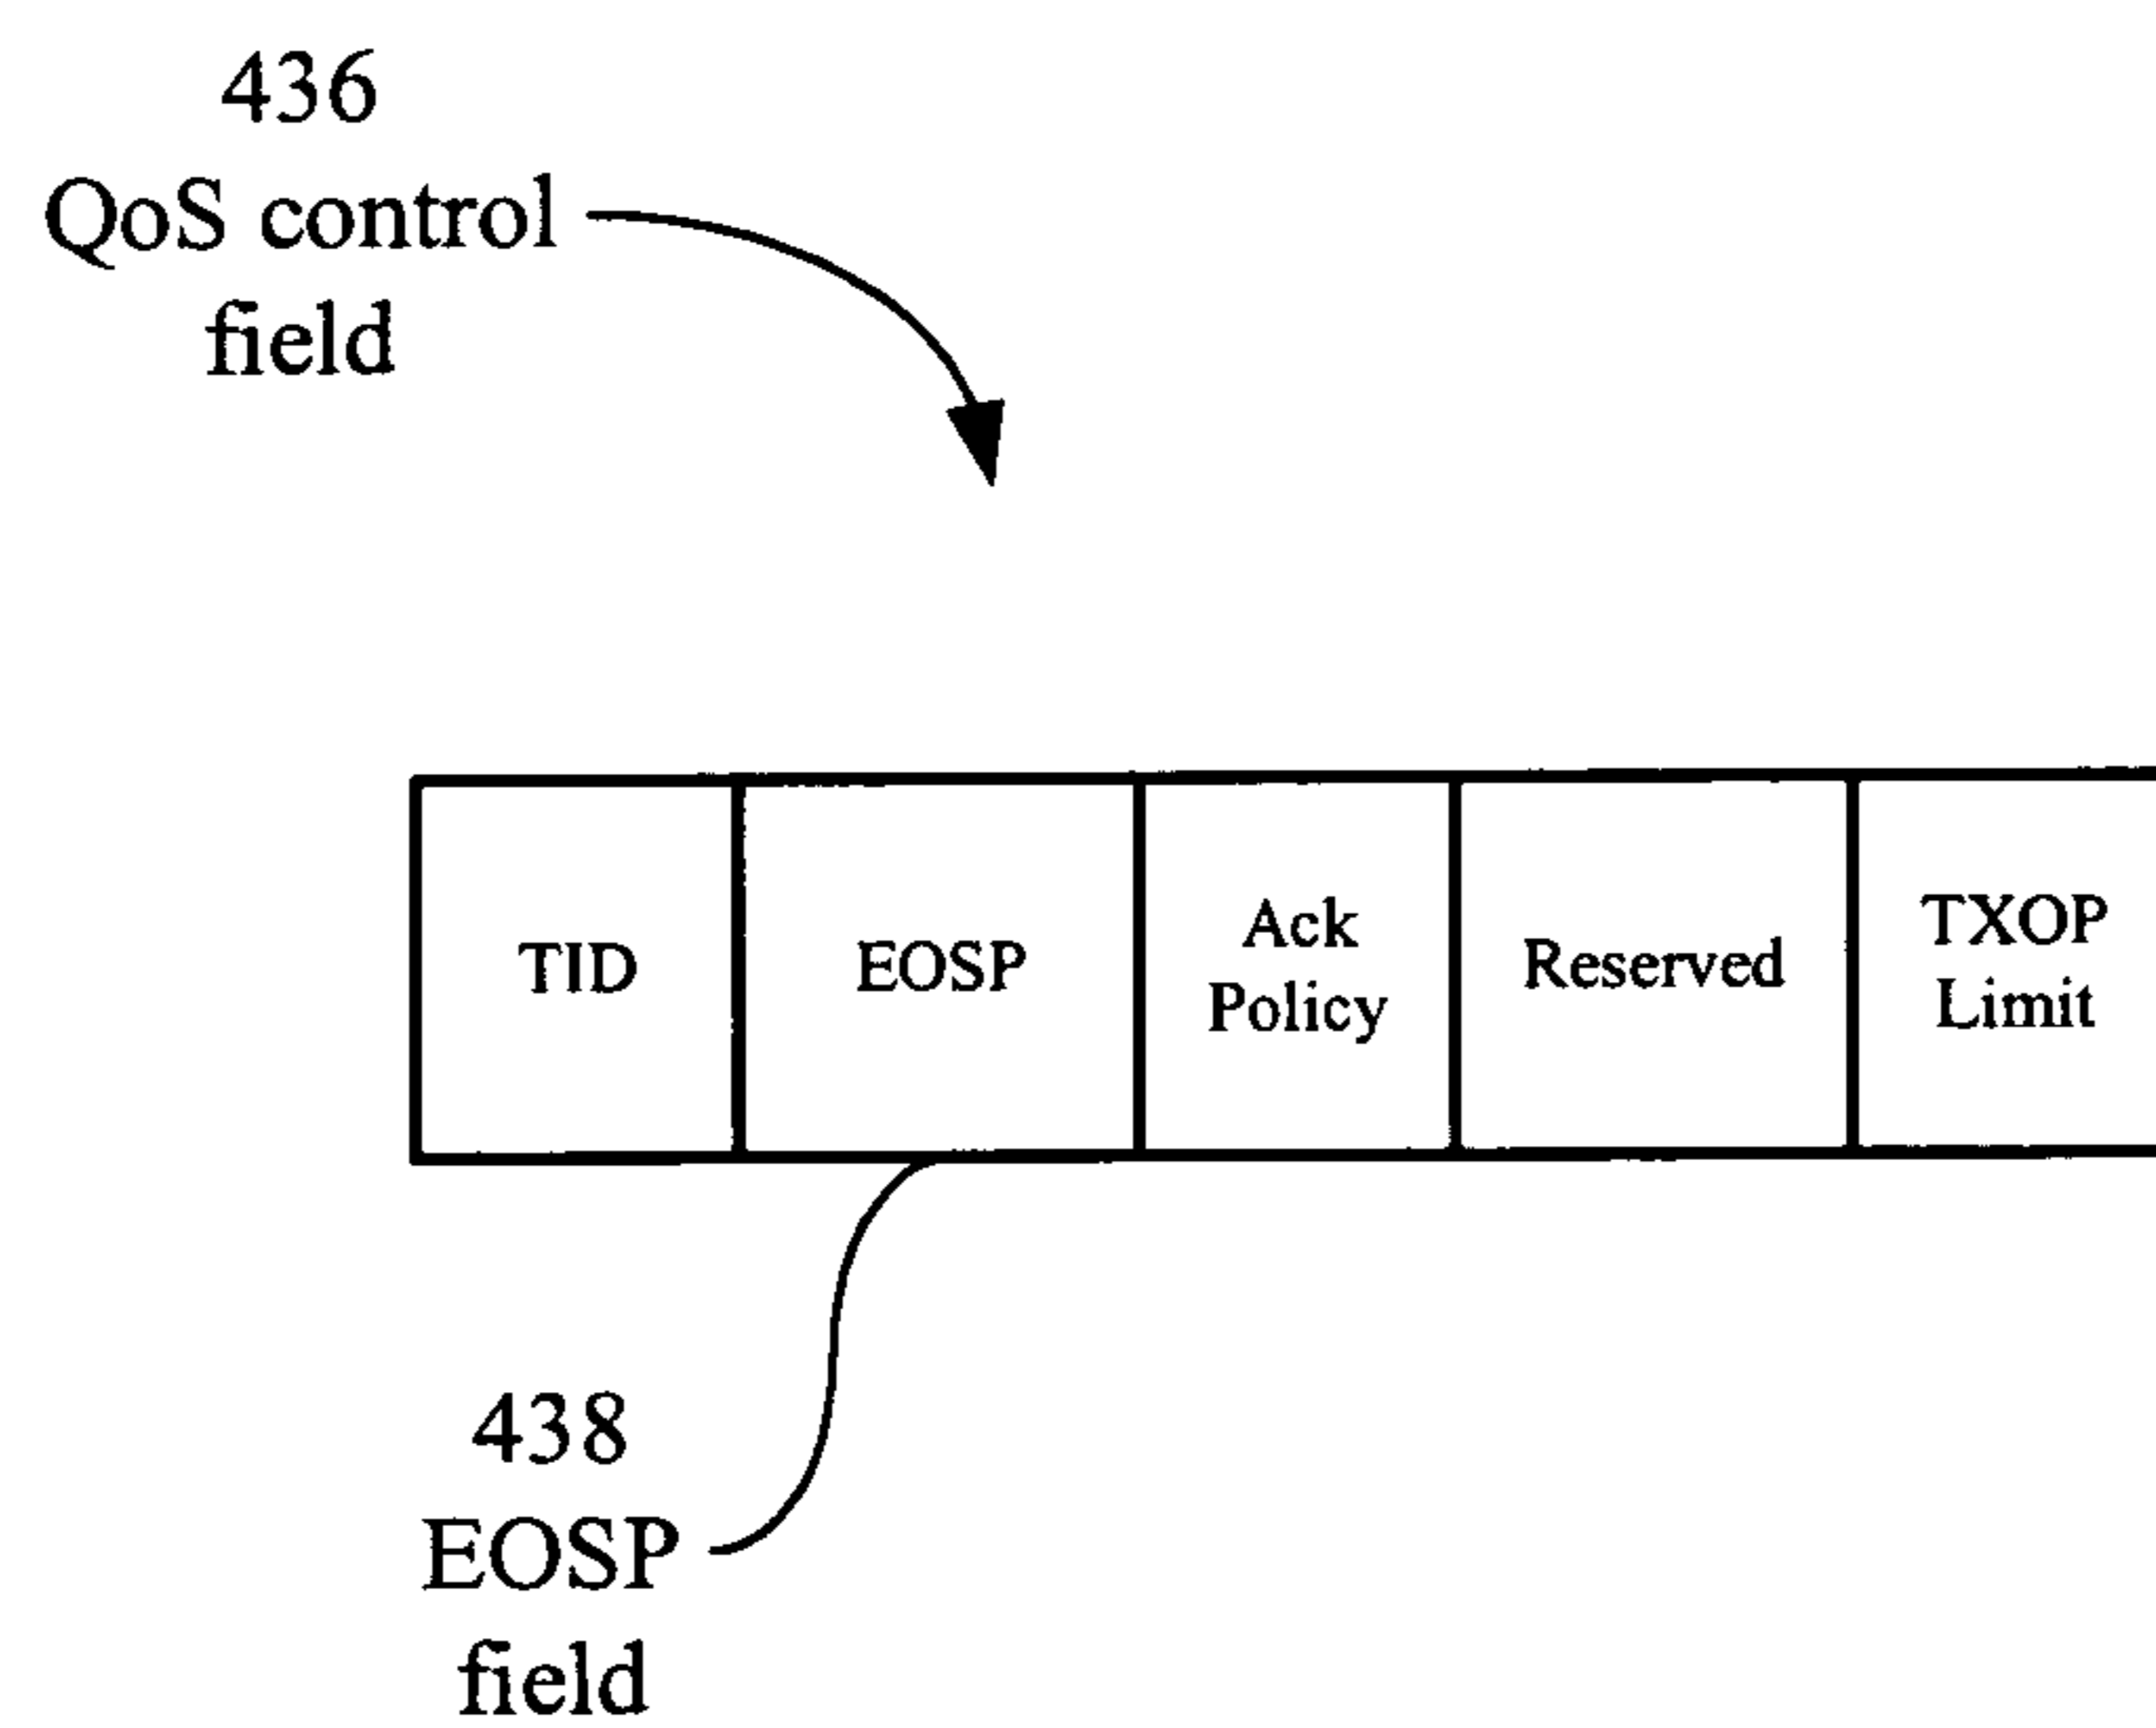 436
QoS control
field
TID
EOSP
Ack
Policy
Reserved
TXOP
Limit
438
EOSP
field